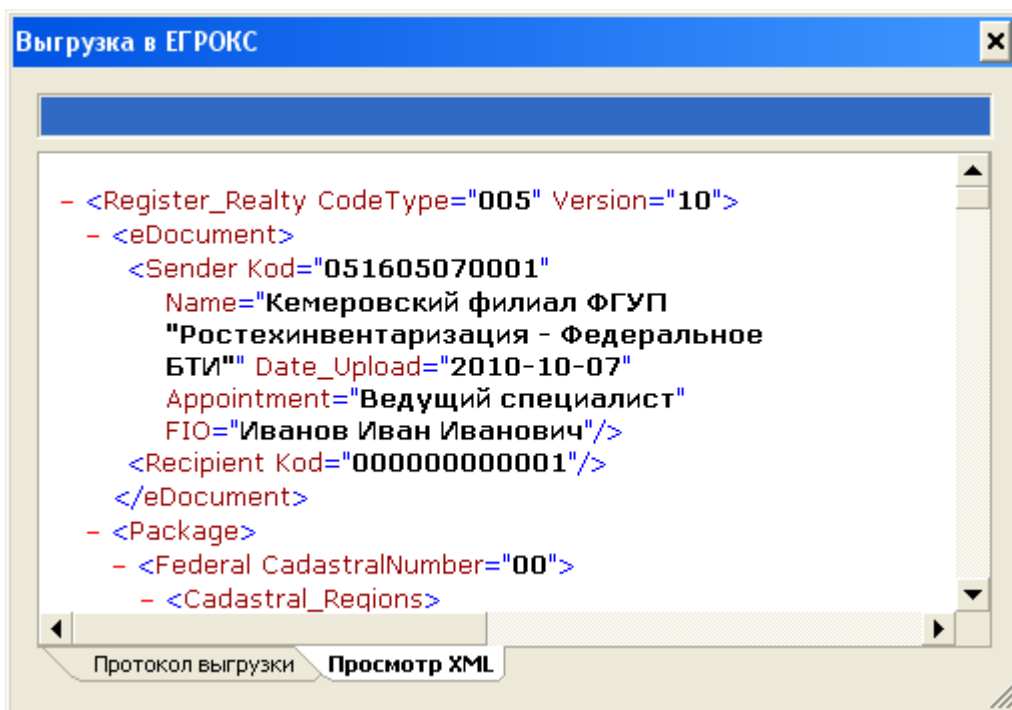 Выгрузка в ЕГРОКС
– <Register_Realty CodeType="005" Version="10">
– <eDocument>
<Sender Kod="051605070001"
Name="Кемеровский филиал ФГУП
"Ростехинвентаризация - Федеральное
БТИ"" Date_Upload="2010-10-07"
Appointment="Ведущий специалист"
FIO="Иванов Иван Иванович"/>
<Recipient Kod="000000000001"/>
</eDocument>
– <Package>
– <Federal CadastralNumber="00">
– <Cadastral_Regions>
Протокол выгрузки Просмотр XML